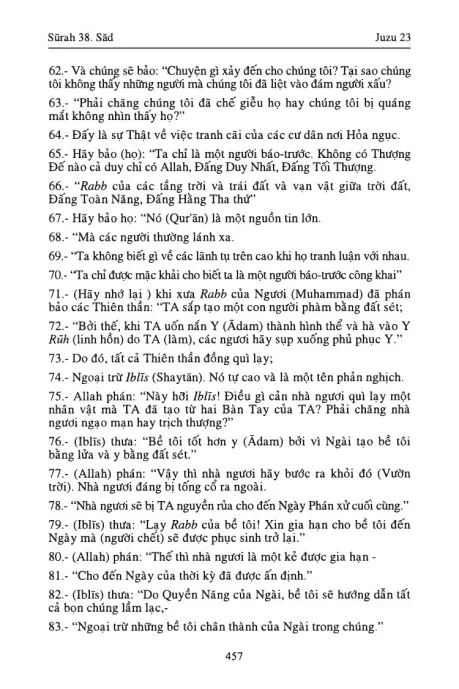 Sūrah 38. Sād Juzu 23
62.- Và chúng sẽ bảo: “Chuyện gì xảy đến cho chúng tôi? Tại sao chúng
tôi không thấy những người mà chúng tôi đã liệt vào đám người xấu?
63.- “Phải chăng chúng tôi đã chế giễu họ hay chúng tôi bị quáng
mắt không nhìn thấy họ?”
64.- Đấy là sự Thật về việc tranh cãi của các cư dân nơi Hỏa ngục.
65.- Hãy bảo (họ): “Ta chỉ là một người báo-trước. Không có Thượng
Đế nào cả duy chỉ có Allah, Đấng Duy Nhất, Đấng Tối Thượng.
66.- “Rabb của các tầng trời và trái đất và vạn vật giữa trời đất,
Đấng Toàn Năng, Đấng Hằng Tha thứ”
67.- Hãy bảo họ: “Nó (Qur'ān) là một nguồn tin lớn.
68.- “Mà các người thường lánh xa.
69.- “Ta không biết gì về các lãnh tụ trên cao khi họ tranh luận với nhau.
70.- “Ta chỉ được mặc khải cho biết ta là một người báo-trước công khai”
71.- (Hãy nhớ lại ) khi xưa Rabb của Ngươi (Muhammad) đã phán
bảo các Thiên thần: “TA sắp tạo một con người phàm bằng đất sét;
72.- “Bởi thế, khi TA uốn nắn Y (Ādam) thành hình thể và hà vào Y
Rūh (linh hồn) do TA (làm), các ngươi hãy sụp xuống phủ phục Y.”
73.- Do đó, tất cả Thiên thần đồng quì lạy;
74.- Ngoại trừ Iblīs (Shaytān). Nó tự cao và là một tên phản nghịch.
75.- Allah phán: “Này hỡi Iblīs! Điều gì cản nhà ngươi quì lạy một
nhân vật mà TA đã tạo từ hai Bàn Tay của TA? Phải chăng nhà
ngươi ngạo mạn hay trịch thượng?”
76.- (Iblīs) thưa: “Bề tôi tốt hơn y (Ādam) bởi vì Ngài tạo bề tôi
bằng lửa và y bằng đất sét.”
77.- (Allah) phán: “Vậy thì nhà ngươi hãy bước ra khỏi đó (Vườn
trời). Nhà ngươi đáng bị tống cổ ra ngoài.
78.- “Nhà ngươi sẽ bị TA nguyền rủa cho đến Ngày Phán xử cuối cùng.”
79.- (Iblīs) thưa: “Lạy Rabb của bề tôi! Xin gia hạn cho bề tôi đến
Ngày mà (người chết) sẽ được phục sinh trở lại.”
80.- (Allah) phán: “Thế thì nhà ngươi là một kẻ được gia hạn -
81.- “Cho đến Ngày của thời kỳ đã được ấn định.”
82.- (Iblīs) thưa: “Do Quyền Năng của Ngài, bề tôi sẽ hướng dẫn tất
cả bọn chúng lầm lạc,-
83.- “Ngoại trừ những bề tôi chân thành của Ngài trong chúng.”
457